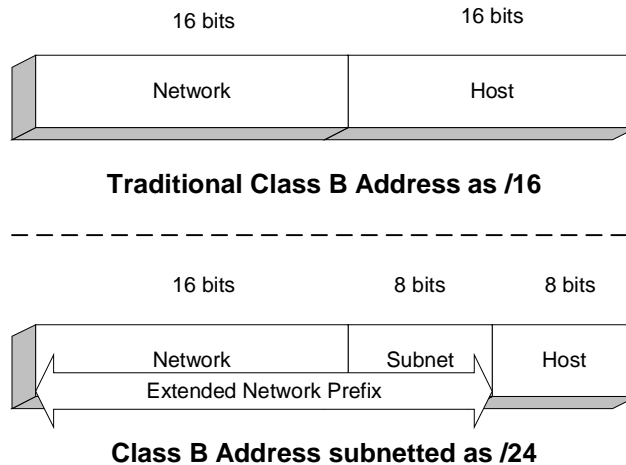 16 bits 16 bits
Network Host
Traditional Class B Address as /16
16 bits 8 bits 8 bits
Network Subnet Host
Extended Network Prefix
Class B Address subnetted as /24